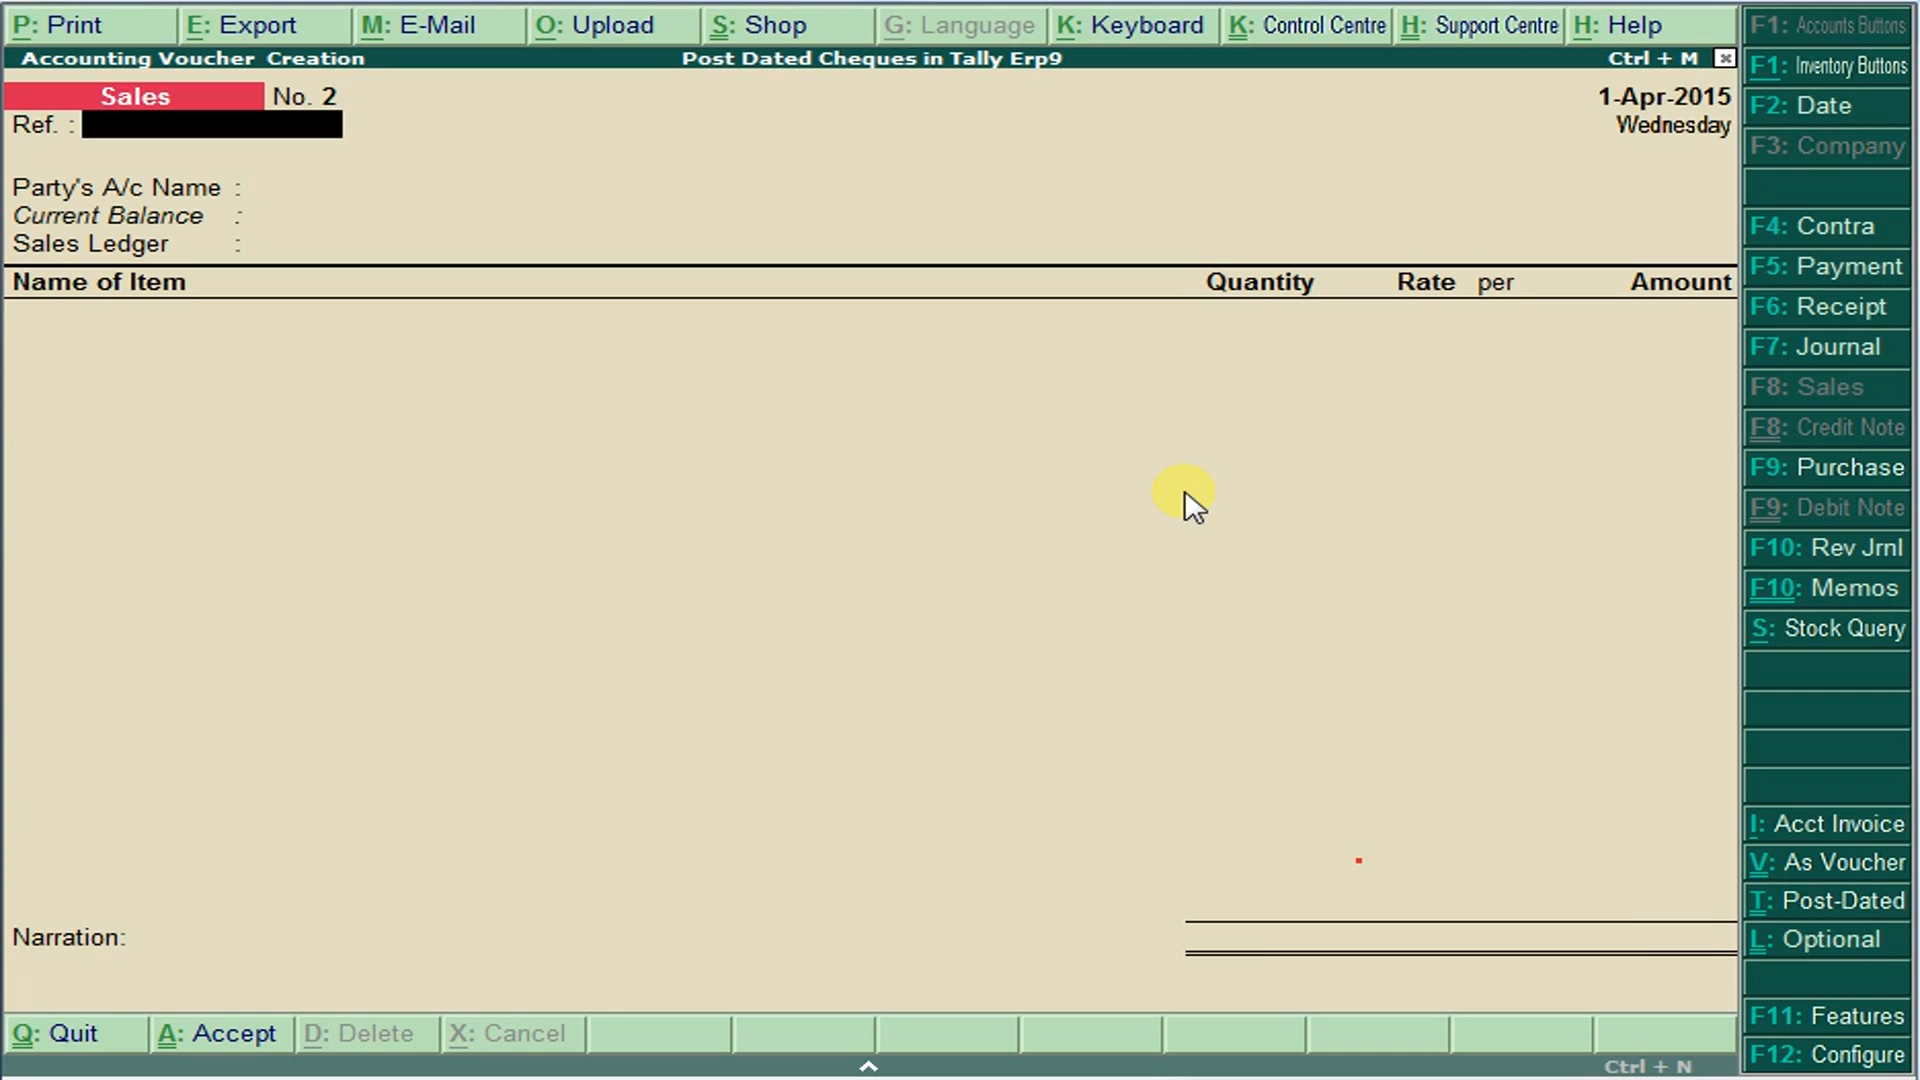 P: Print E: Export M: E-Mail O: Upload S: Shop G: Language K: Keyboard K: Control Centre H: Support Centre H: Help
Accounting Voucher Creation Post Dated Cheques in Tally Erp9 Ctrl + M
Sales No. 2 1-Apr-2015
Ref. : Wednesday
Party's A/c Name :
Current Balance :
Sales Ledger :
Name of Item Quantity Rate per Amount
Narration:
Q: Quit A: Accept D: Delete X: Cancel
Ctrl + N
F1: Accounts Buttons
F1: Inventory Buttons
F2: Date
F3: Company
F4: Contra
F5: Payment
F6: Receipt
F7: Journal
F8: Sales
F8: Credit Note
F9: Purchase
F9: Debit Note
F10: Rev Jrnl
F10: Memos
S: Stock Query
I: Acct Invoice
V: As Voucher
T: Post-Dated
L: Optional
F11: Features
F12: Configure